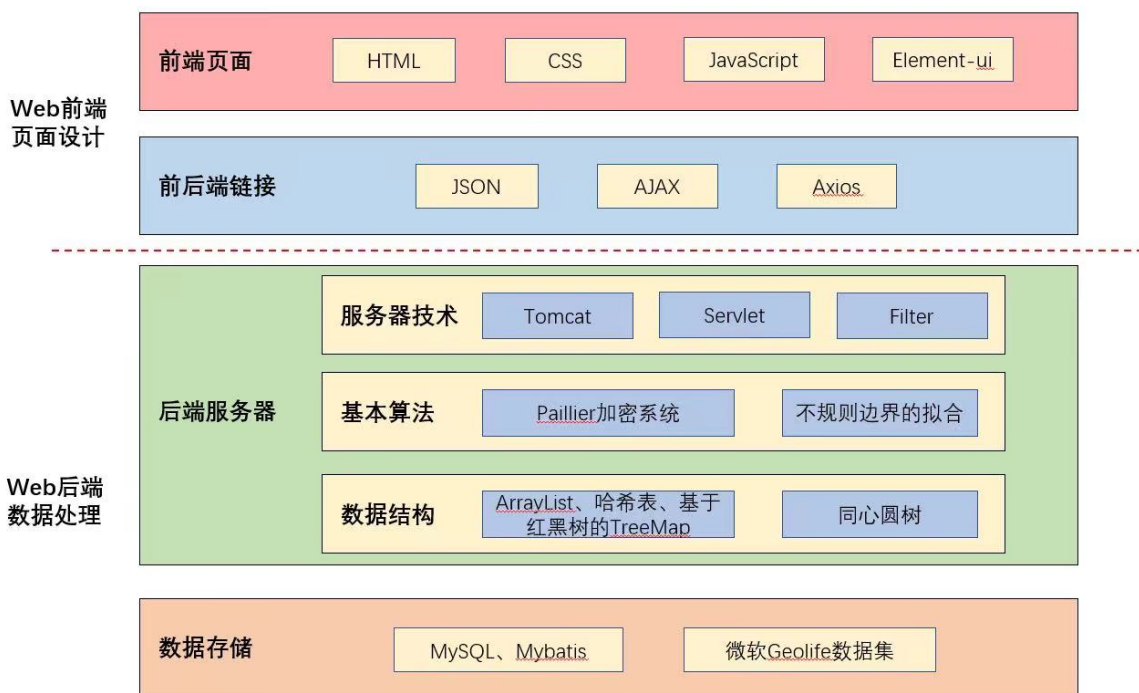 Web前端
页面设计
前端页面
HTML
CSS
JavaScript
Element-ui
前后端链接
JSON
AJAX
Axios
Web后端
数据处理
后端服务器
服务器技术
Tomcat
Servlet
Filter
基本算法
Paillier加密系统
不规则边界的拟合
数据结构
ArrayList、哈希表、基于
红黑树的TreeMap
同心圆树
数据存储
MySQL、Mybatis
微软Geolife数据集